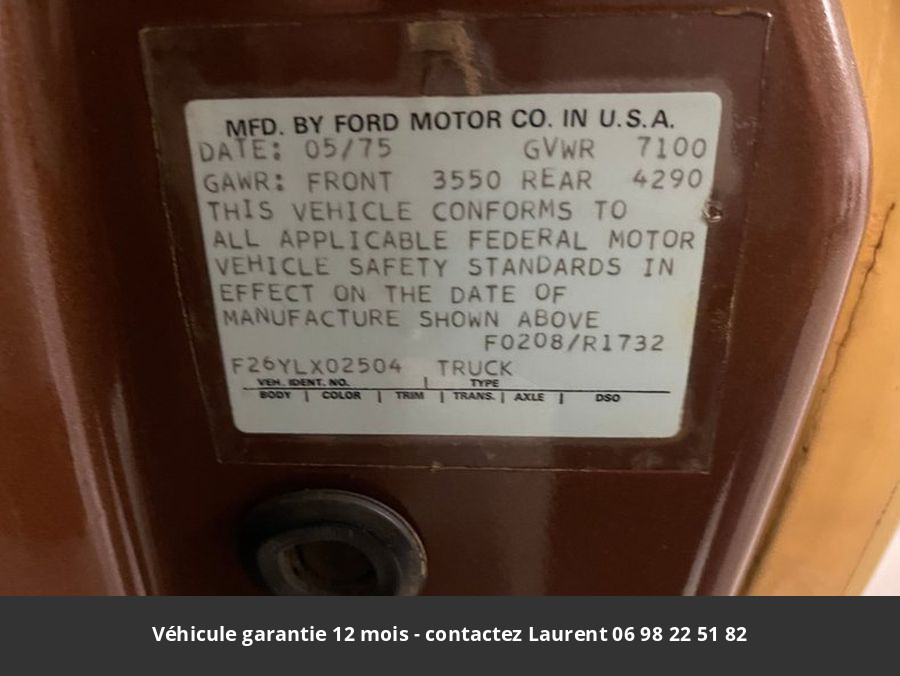 MFD. BY FORD MOTOR CO. IN U.S.A.
DATE: 05/75 GVWR 7100
GAWR: FRONT 3550 REAR 4290
THIS VEHICLE CONFORMS TO
ALL APPLICABLE FEDERAL MOTOR
VEHICLE SAFETY STANDARDS IN
EFFECT ON THE DATE OF
MANUFACTURE SHOWN ABOVE
F0208/R1732
F26YLX02504 TRUCK
VEH. IDENT. NO. | TYPE
BODY | COLOR | TRIM | TRANS. | AXLE | DSO
Véhicule garantie 12 mois - contactez Laurent 06 98 22 51 82